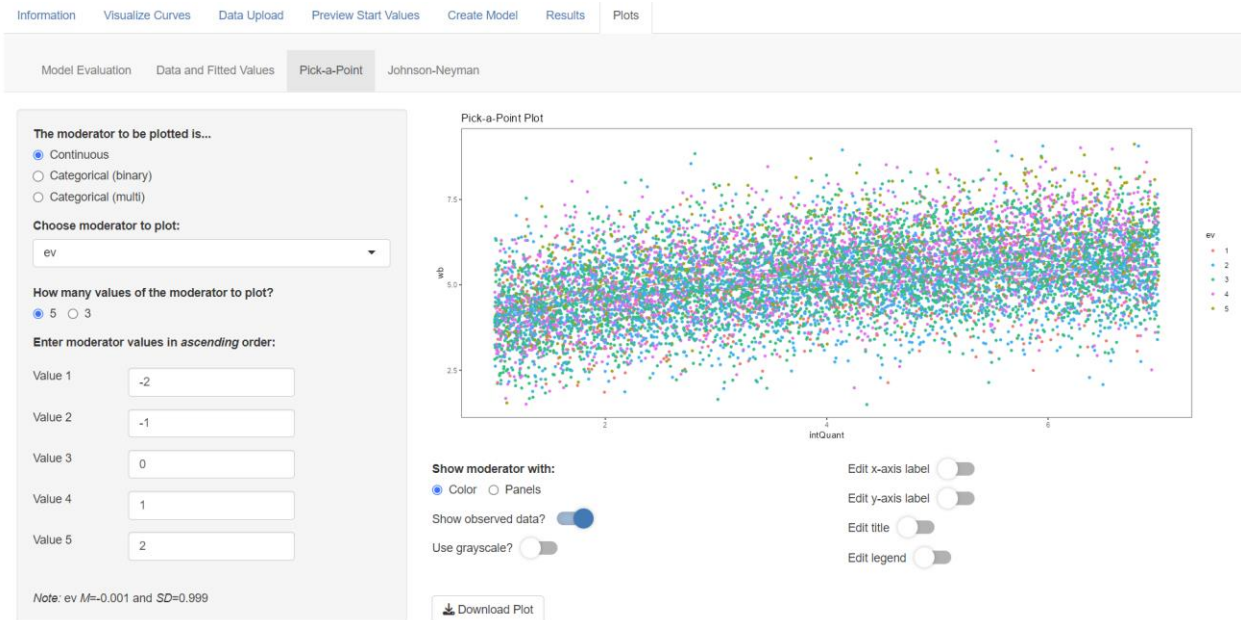 Information Visualize Curves Data Upload Preview Start Values Create Model Results Plots
Model Evaluation Data and Fitted Values Pick-a-Point Johnson-Neyman
The moderator to be plotted is...
Continuous
Categorical (binary)
Categorical (multi)
Choose moderator to plot:
ev
How many values of the moderator to plot?
5 3
Enter moderator values in ascending order:
Value 1 -2
Value 2 -1
Value 3 0
Value 4 1
Value 5 2
Note: ev M=-0.001 and SD=0.999
Pick-a-Point Plot
7.5
5.0
2.5
wb
2 4 6
intQuant
ev
1
2
3
4
5
Show moderator with:
Color Panels
Show observed data?
Use grayscale?
Download Plot
Edit x-axis label
Edit y-axis label
Edit title
Edit legend